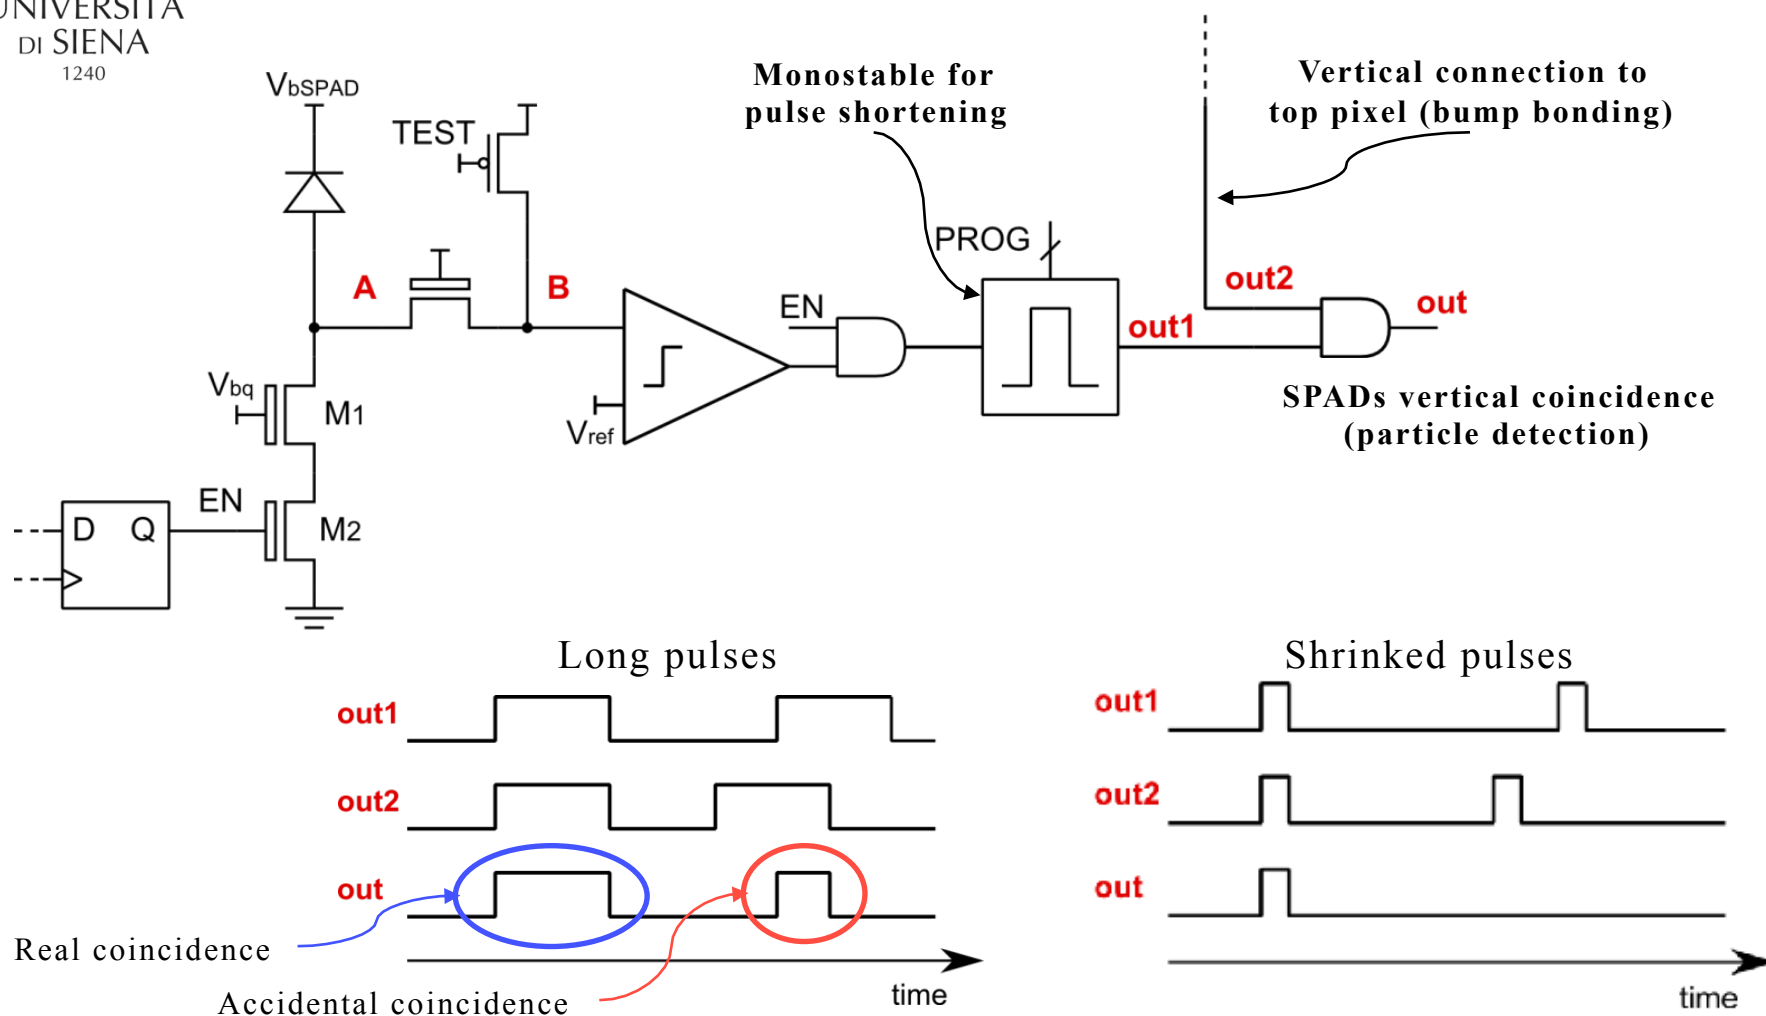 UNIVERSITÀ
DI SIENA
1240
VbSPAD
TEST
Monostable for
pulse shortening
Vertical connection to
top pixel (bump bonding)
A
B
PROG
EN
out2
out
out1
Vbq
M1
Vref
SPADs vertical coincidence
(particle detection)
EN
D Q
M2
Long pulses
out1
out2
out
Real coincidence
Accidental coincidence
time
Shrinked pulses
out1
out2
out
time